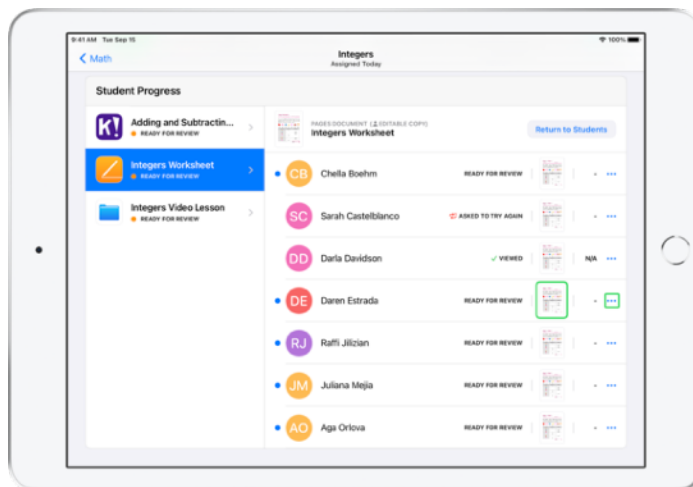 9:41 AM Tue Sep 15
100%
Math
Integers
Assigned Today
Student Progress
K!
Adding and Subtractin...
READY FOR REVIEW
Integers Worksheet
READY FOR REVIEW
Integers Video Lesson
READY FOR REVIEW
PAGES DOCUMENT (EDITABLE COPY)
Integers Worksheet
Return to Students
CB Chella Boehm READY FOR REVIEW - ...
SC Sarah Castelblanco ASKED TO TRY AGAIN - ...
DD Darla Davidson VIEWED N/A ...
DE Daren Estrada READY FOR REVIEW - ...
RJ Raffi Jilizian READY FOR REVIEW - ...
JM Juliana Mejia READY FOR REVIEW - ...
AO Aga Orlova READY FOR REVIEW - ...